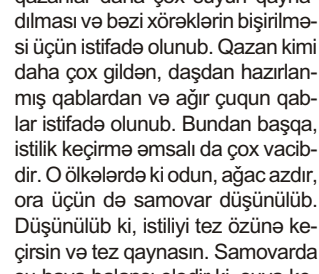 qazanlar daha çox suyun qayna-
dılması və bəzi xörəklərin bişirilmə-
si üçün istifadə olunub. Qazan kimi
daha çox gildən, daşdan hazırlan-
mış qablardan və ağır çuqun qab-
lar istifadə olunub. Bundan başqa,
istilik keçirmə əmsalı da çox vacib-
dir. O ölkələrdə ki odun, ağac azdır,
ora üçün də samovar düşünülüb.
Düşünülüb ki, istiliyi tez özünə ke-
çirsin və tez qaynasın. Samovarda